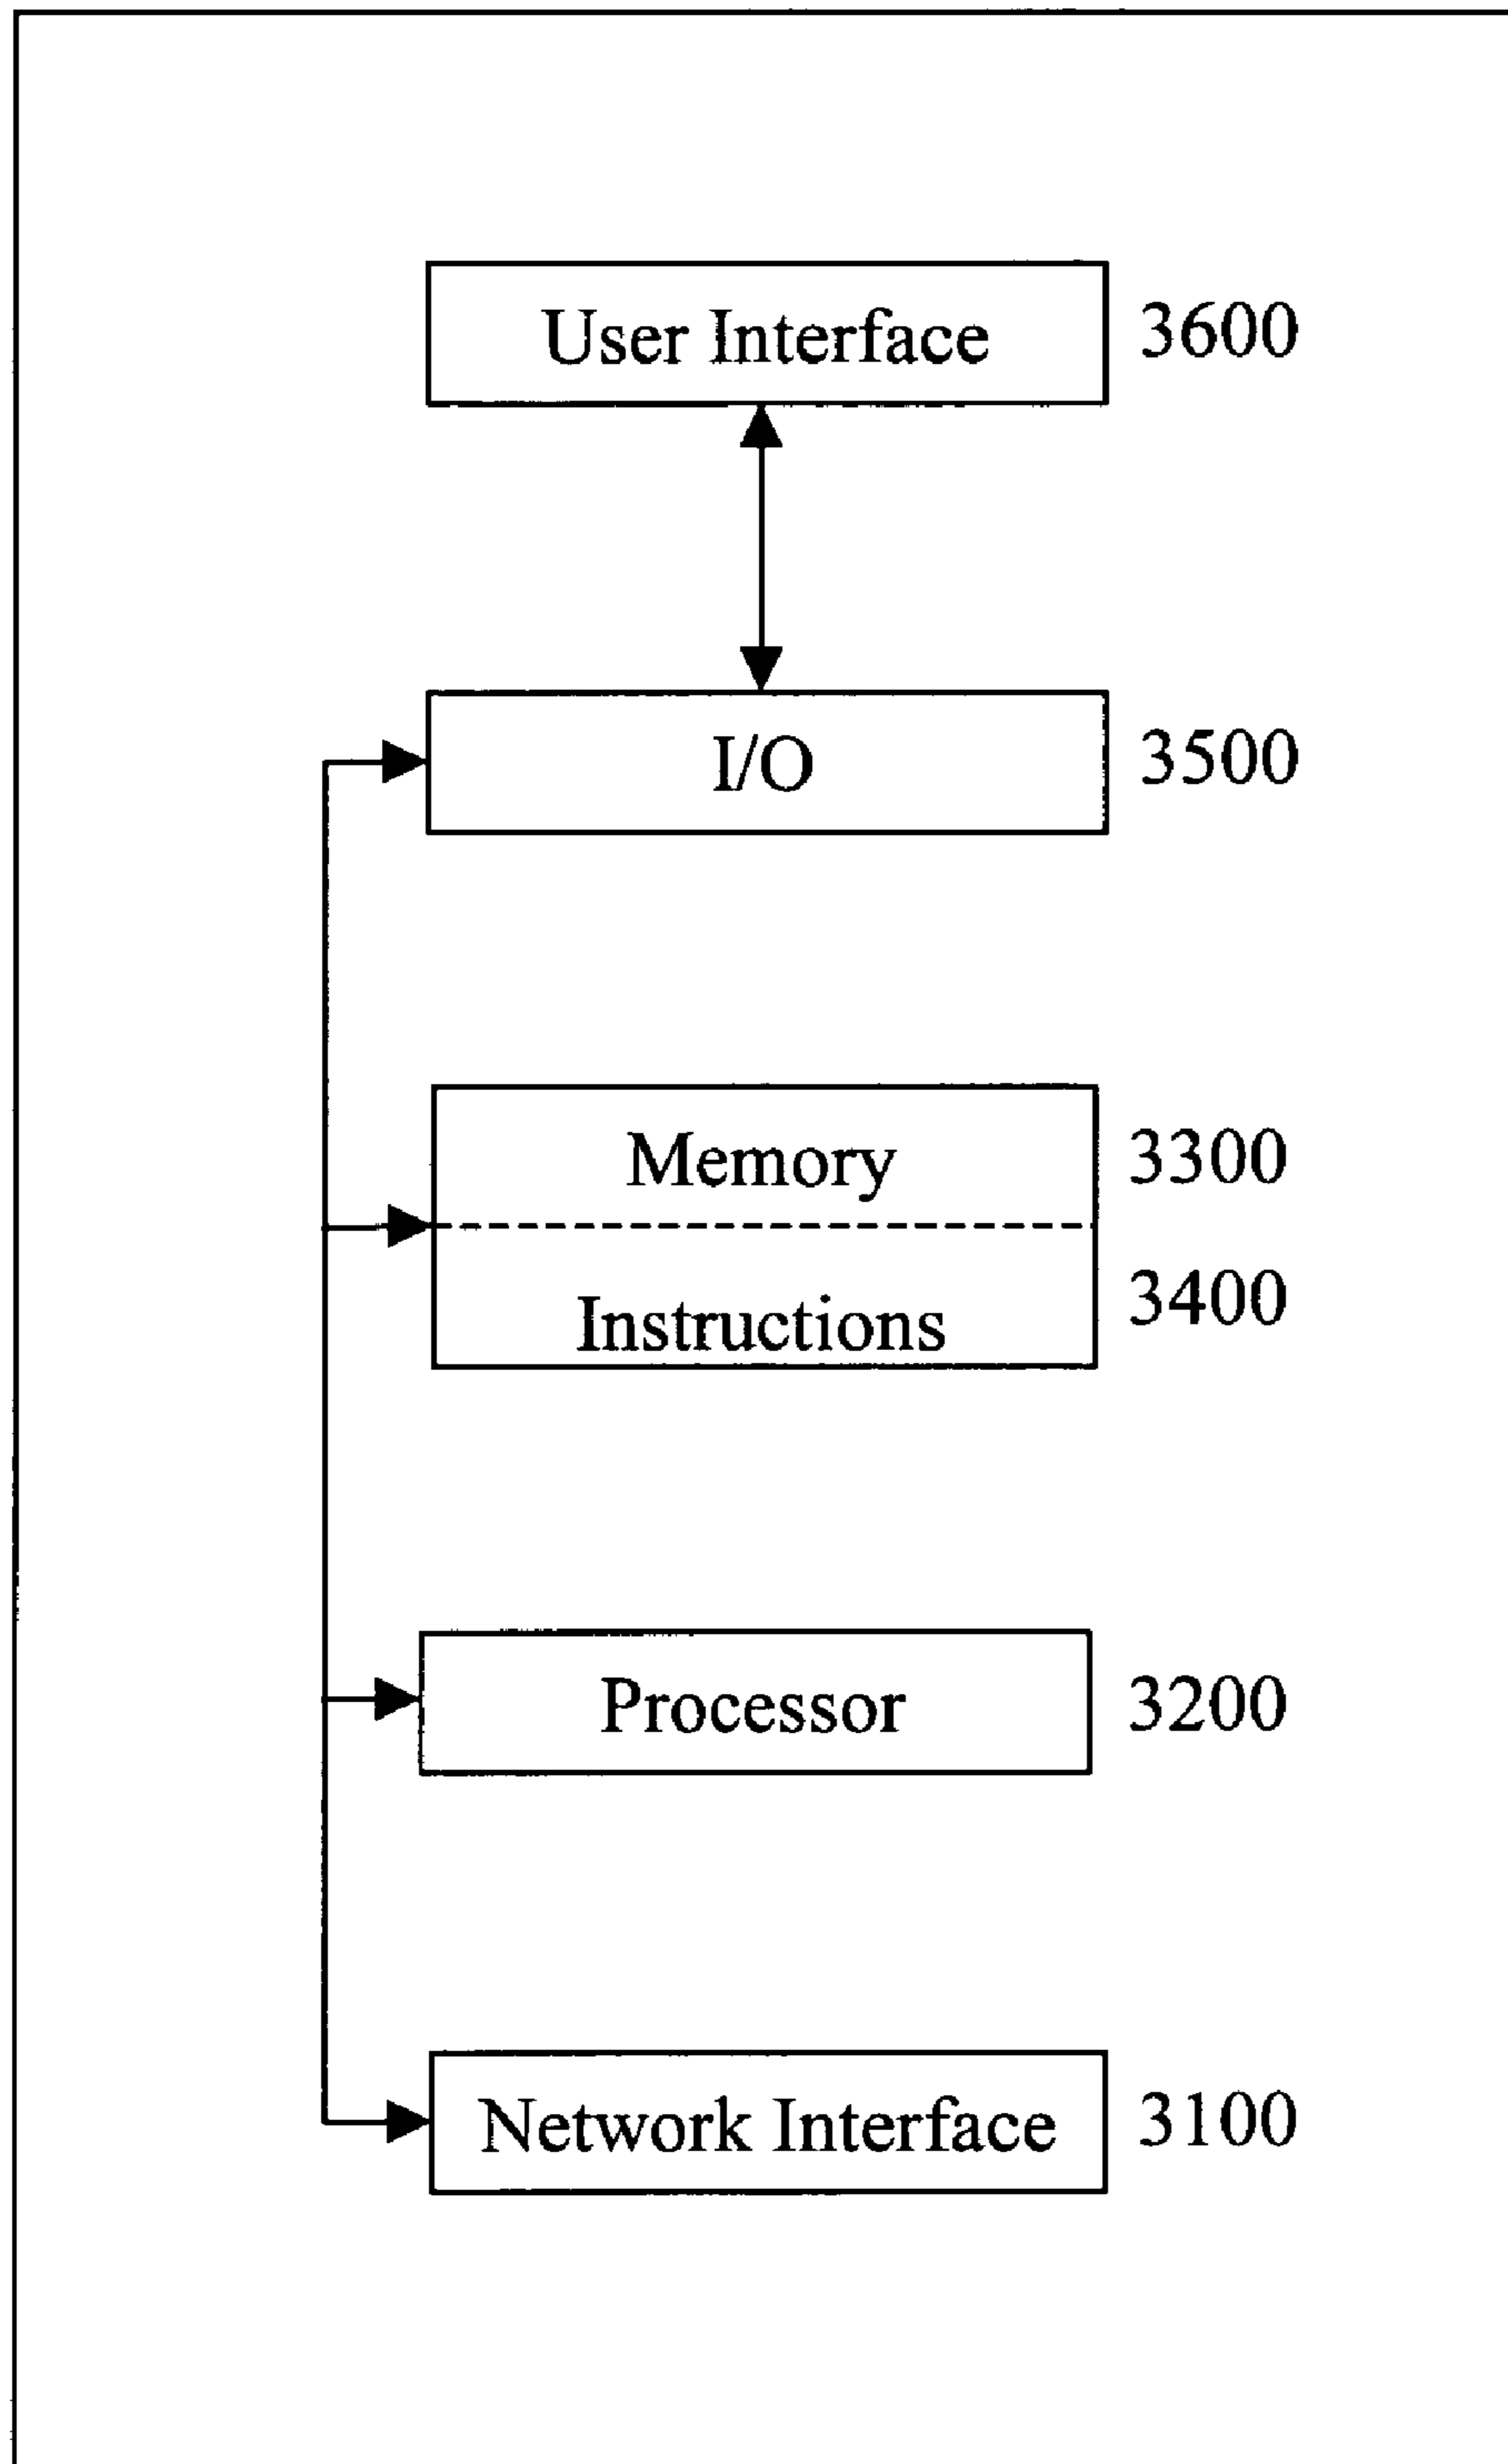 User Interface 3600
I/O 3500
Memory 3300
Instructions 3400
Processor 3200
Network Interface 3100